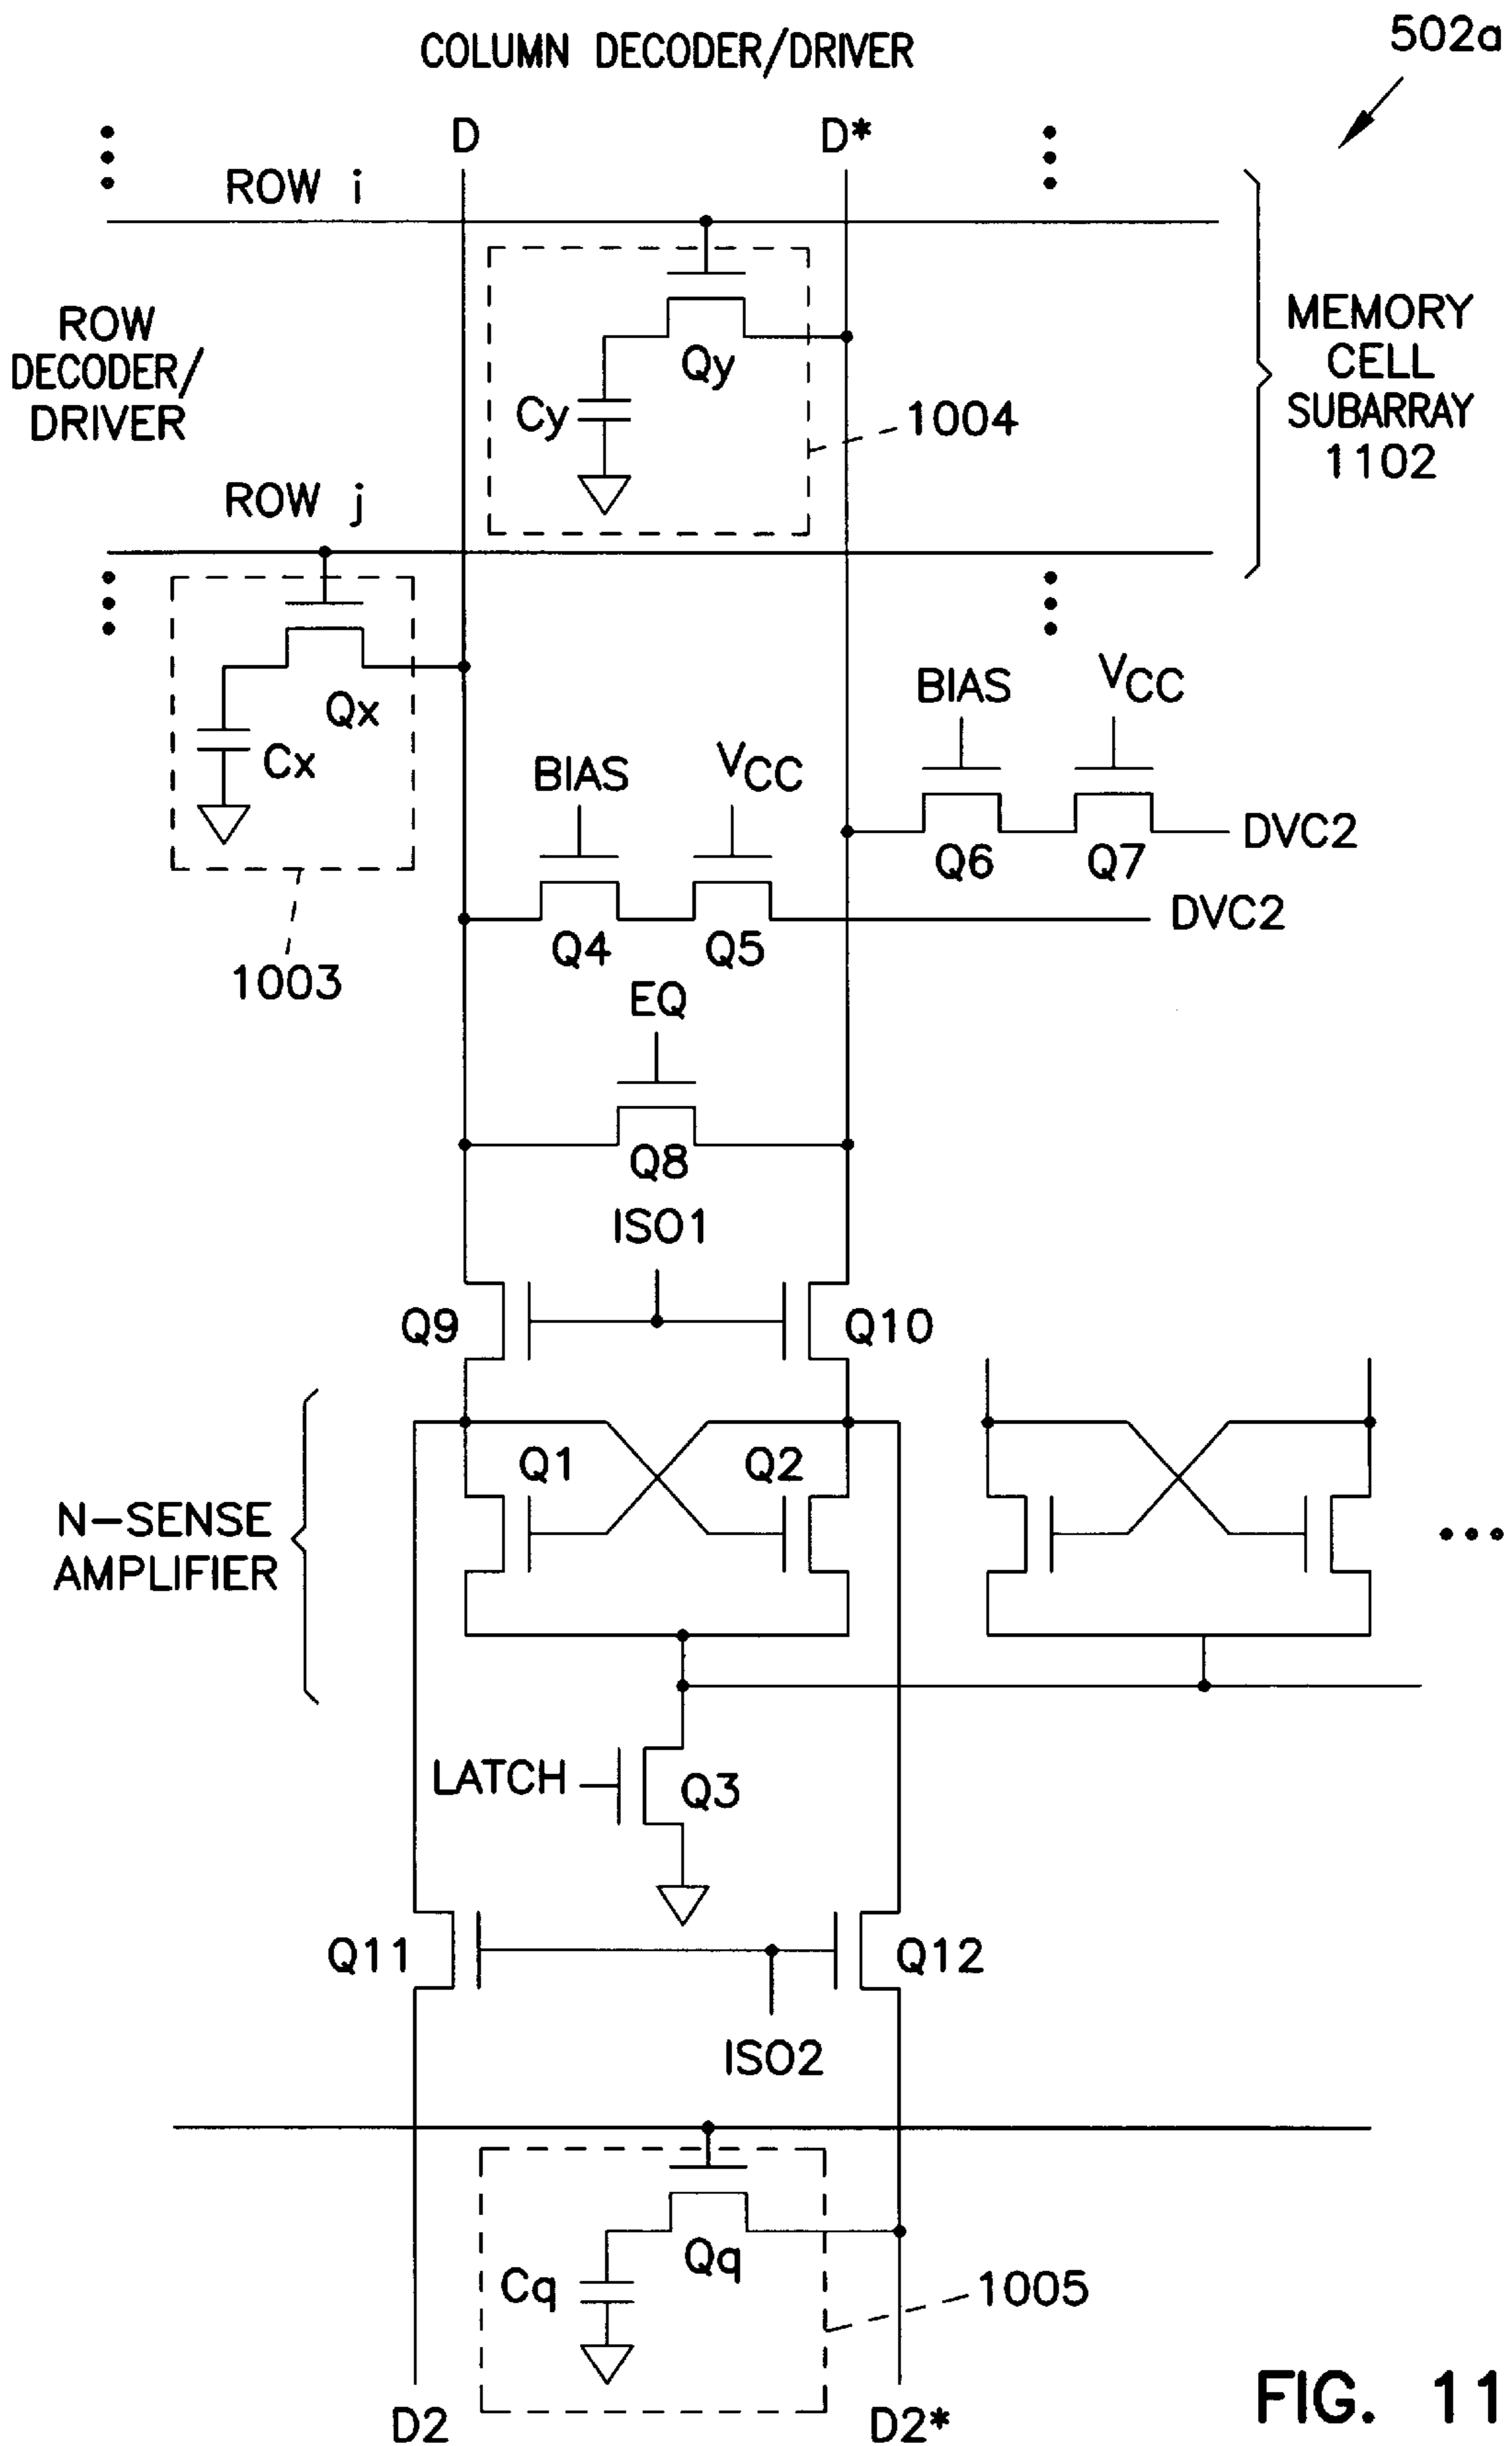 502a
COLUMN DECODER/DRIVER
D
D*
ROW i
ROW
DECODER/
DRIVER
Qy
Cy
1004
MEMORY
CELL
SUBARRAY
1102
ROW j
Qx
Cx
1003
BIAS
VCC
Q6
Q7
DVC2
BIAS
VCC
Q4
Q5
DVC2
EQ
Q8
ISO1
Q9
Q10
N-SENSE
AMPLIFIER
Q1
Q2
LATCH
Q3
Q11
Q12
ISO2
Qq
Cq
1005
D2
D2*
FIG. 11